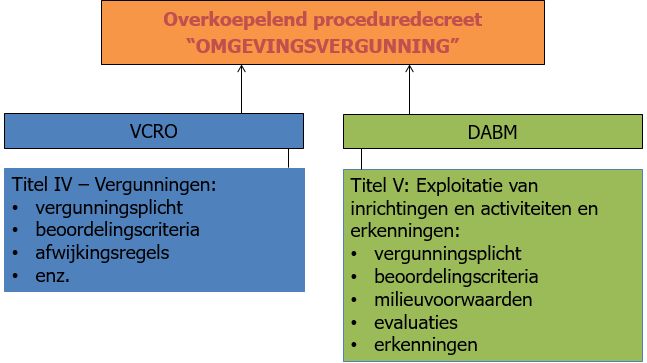 Overkoepelend proceduredecreet
“OMGEVINGSVERGUNNING”
VCRO
Titel IV – Vergunningen:
• vergunningsplicht
• beoordelingscriteria
• afwijkingsregels
• enz.
DABM
Titel V: Exploitatie van
inrichtingen en activiteiten en
erkenningen:
• vergunningsplicht
• beoordelingscriteria
• milieuvoorwaarden
• evaluaties
• erkenningen